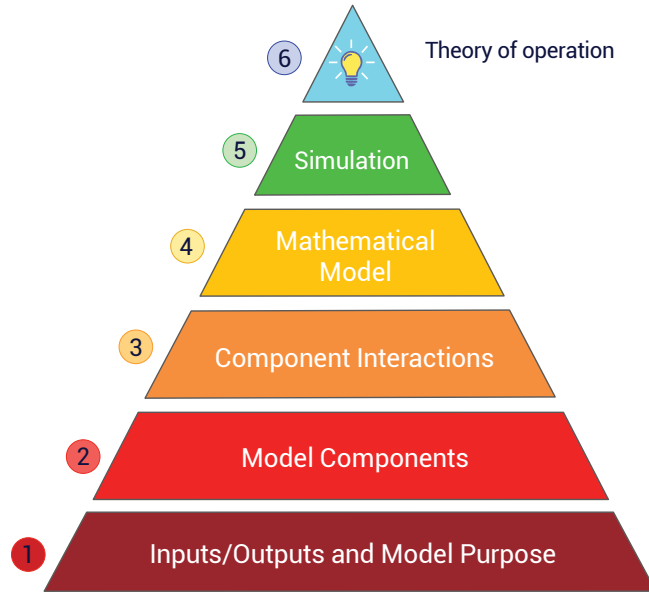 6
Theory of operation
5
Simulation
4
Mathematical
Model
3
Component Interactions
2
Model Components
1
Inputs/Outputs and Model Purpose